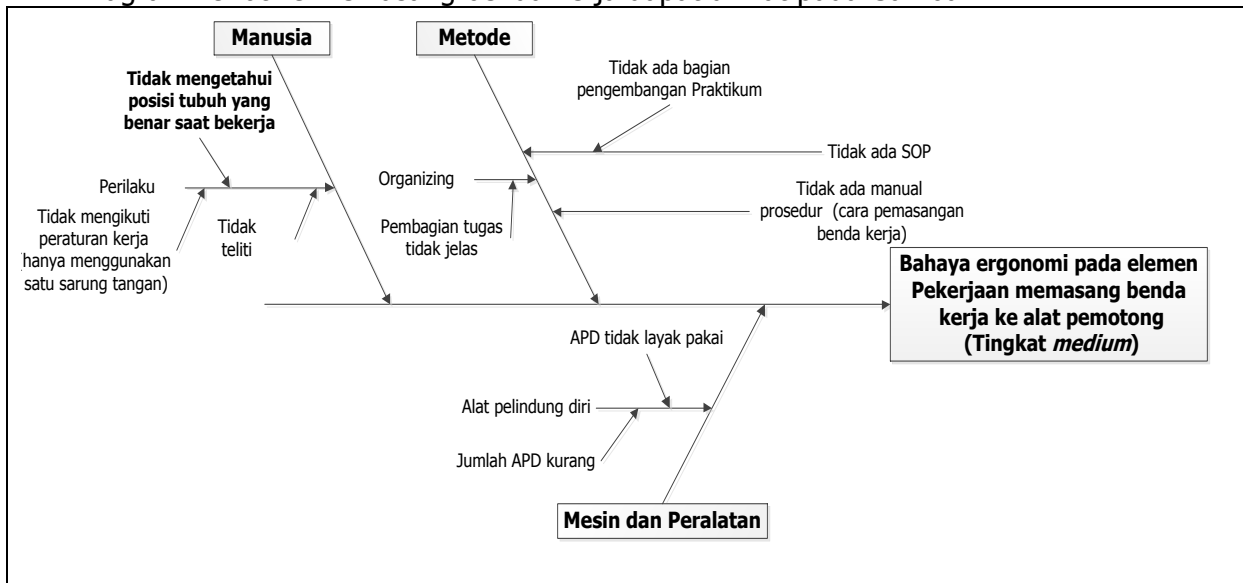 Manusia
Metode
Tidak mengetahui
posisi tubuh yang
benar saat bekerja
Tidak ada bagian
pengembangan Praktikum
Tidak ada SOP
Perilaku
Organizing
Tidak ada manual
prosedur (cara pemasangan
benda kerja)
Tidak mengikuti
peraturan kerja
hanya menggunakan
satu sarung tangan)
Tidak
teliti
Pembagian tugas
tidak jelas
Bahaya ergonomi pada elemen
Pekerjaan memasang benda
kerja ke alat pemotong
(Tingkat medium)
APD tidak layak pakai
Alat pelindung diri
Jumlah APD kurang
Mesin dan Peralatan